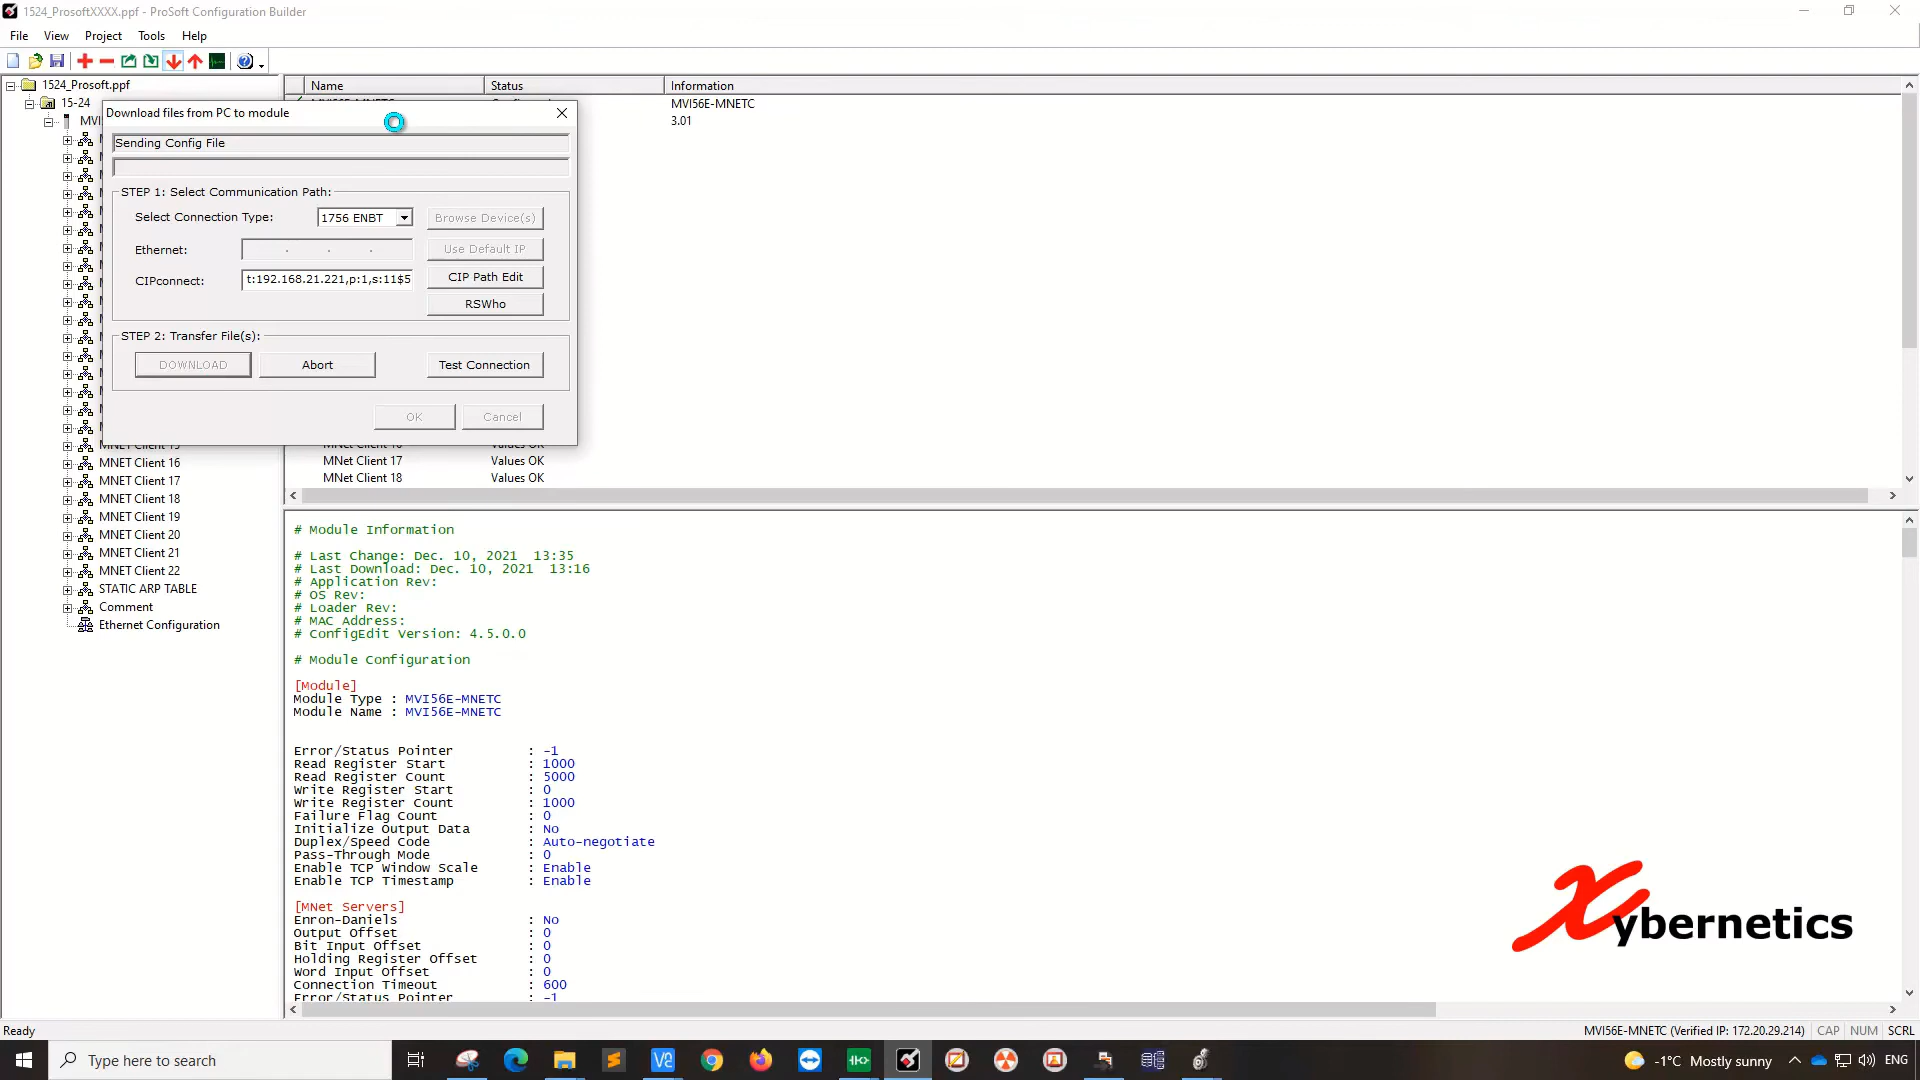 1524_ProsoftXXXX.ppf - ProSoft Configuration Builder
File View Project Tools Help
1524_Prosoft.ppf
Name Status Information
15-24
MVI56E-MNETC
MVI
3.01
Download files from PC to module
Sending Config File
STEP 1: Select Communication Path:
Select Connection Type: 1756 ENBT Browse Device(s)
Ethernet: . . . Use Default IP
CIPconnect: t:192.168.21.221,p:1,s:11$5 CIP Path Edit
RSWho
STEP 2: Transfer File(s):
DOWNLOAD Abort Test Connection
OK Cancel
MNET Client 16
MNET Client 17
MNET Client 18
MNET Client 19
MNET Client 20
MNET Client 21
MNET Client 22
STATIC ARP TABLE
Comment
Ethernet Configuration
MNet Client 17 Values OK
MNet Client 18 Values OK
# Module Information
# Last Change: Dec. 10, 2021 13:35
# Last Download: Dec. 10, 2021 13:16
# Application Rev:
# OS Rev:
# Loader Rev:
# MAC Address:
# ConfigEdit Version: 4.5.0.0
# Module Configuration
[Module]
Module Type : MVI56E-MNETC
Module Name : MVI56E-MNETC
Error/Status Pointer : -1
Read Register Start : 1000
Read Register Count : 5000
Write Register Start : 0
Write Register Count : 1000
Failure Flag Count : 0
Initialize Output Data : No
Duplex/Speed Code : Auto-negotiate
Pass-Through Mode : 0
Enable TCP Window Scale : Enable
Enable TCP Timestamp : Enable
[MNet Servers]
Enron-Daniels : No
Output Offset : 0
Bit Input Offset : 0
Holding Register Offset : 0
Word Input Offset : 0
Connection Timeout : 600
Error/Status Pointer : -1
Xybernetics
Ready
MVI56E-MNETC (Verified IP: 172.20.29.214) CAP NUM SCRL
Type here to search
-1°C Mostly sunny
ENG